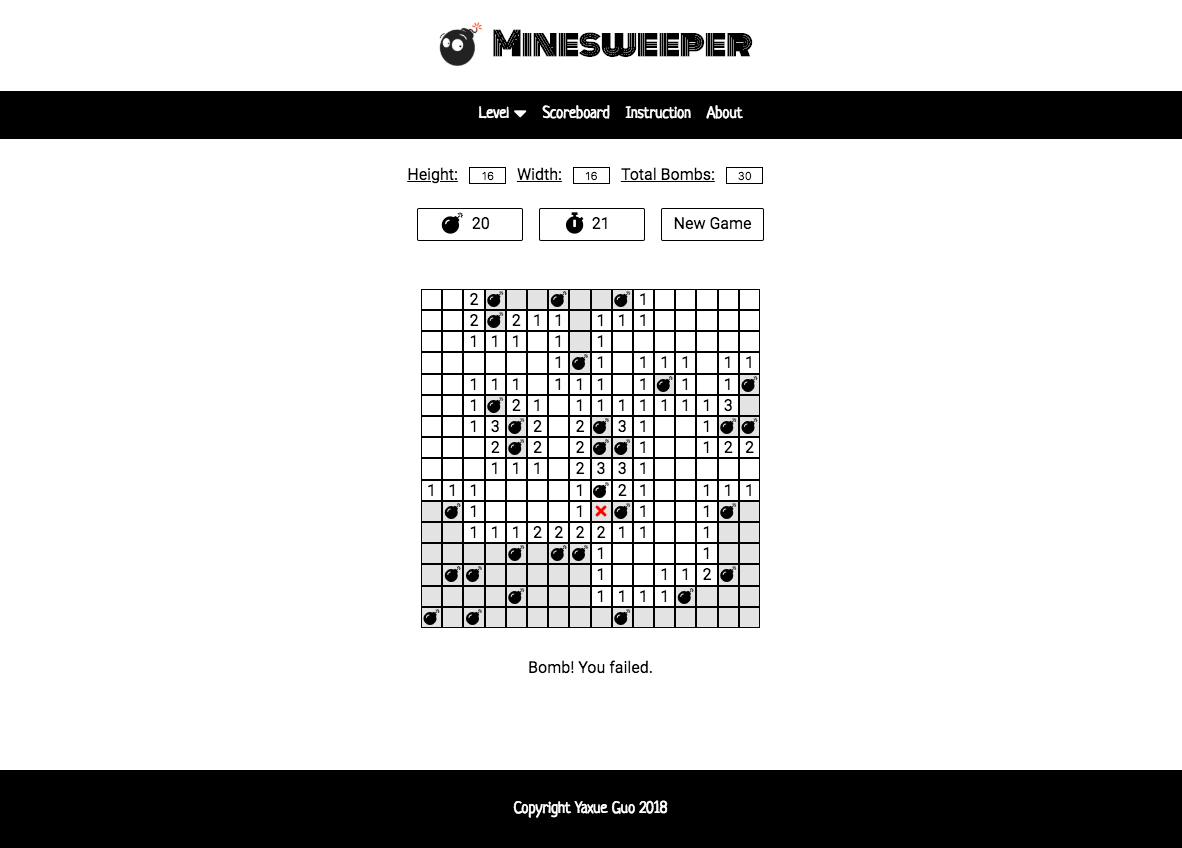 MINESWEEPER
Level Scoreboard Instruction About
Height: 16 Width: 16 Total Bombs: 30
20 21 New Game
2 1
2 2 1 1 1 1 1
1 1 1 1 1
1 1 1 1 1 1 1
1 1 1 1 1 1 1 1 1
1 2 1 1 1 1 1 1 1 1 3
1 3 2 2 3 1 1
2 2 2 1 1 2 2
1 1 1 2 3 3 1
1 1 1 1 2 1 1 1 1
1 1 1 1
1 1 1 2 2 2 2 1 1 1
1 1
1 1 1 2
1 1 1 1
Bomb! You failed.
Copyright Yaxue Guo 2018